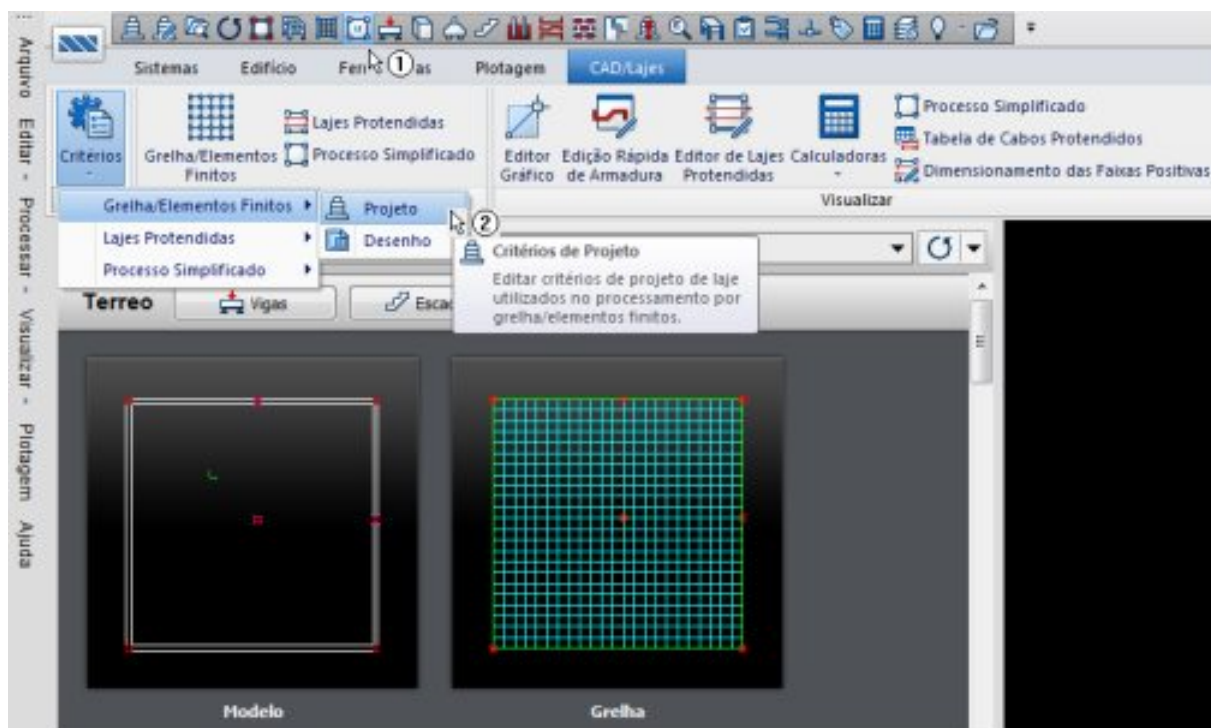 Arquivo Editar - Processar - Visualizar - Plotagem Ajuda
Sistemas Edifício Fer ① as Plotagem CAD/Lajes
Critérios
Grelha/Elementos
Finitos
Lajes Protendidas
Processo Simplificado
Editor
Gráfico
Edição Rápida
de Armadura
Editor de Lajes
Protendidas
Calculadoras
Processo Simplificado
Tabela de Cabos Protendidos
Dimensionamento das Faixas Positivas
Visualizar
Grelha/Elementos Finitos
Lajes Protendidas
Processo Simplificado
Projeto
Desenho
②
Critérios de Projeto
Editar critérios de projeto de laje
utilizados no processamento por
grelha/elementos finitos.
Terreo Vigas Escad
Modelo Grelha